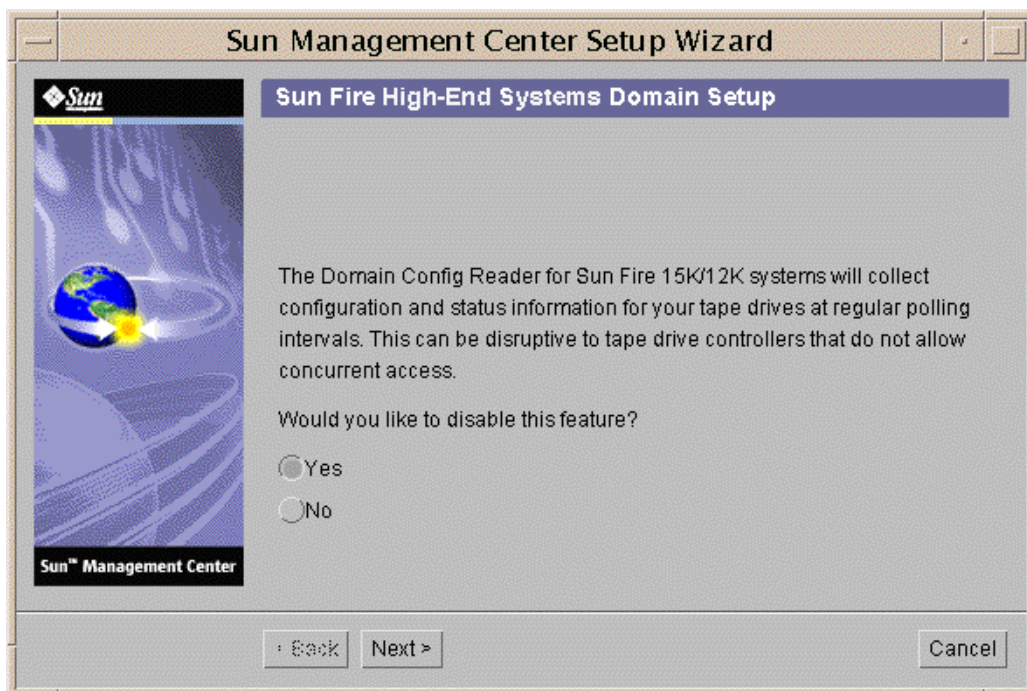 Sun Management Center Setup Wizard
Sun
Sun Fire High-End Systems Domain Setup
The Domain Config Reader for Sun Fire 15K/12K systems will collect
configuration and status information for your tape drives at regular polling
intervals. This can be disruptive to tape drive controllers that do not allow
concurrent access.
Would you like to disable this feature?
Yes
No
Sun™ Management Center
< Back Next > Cancel